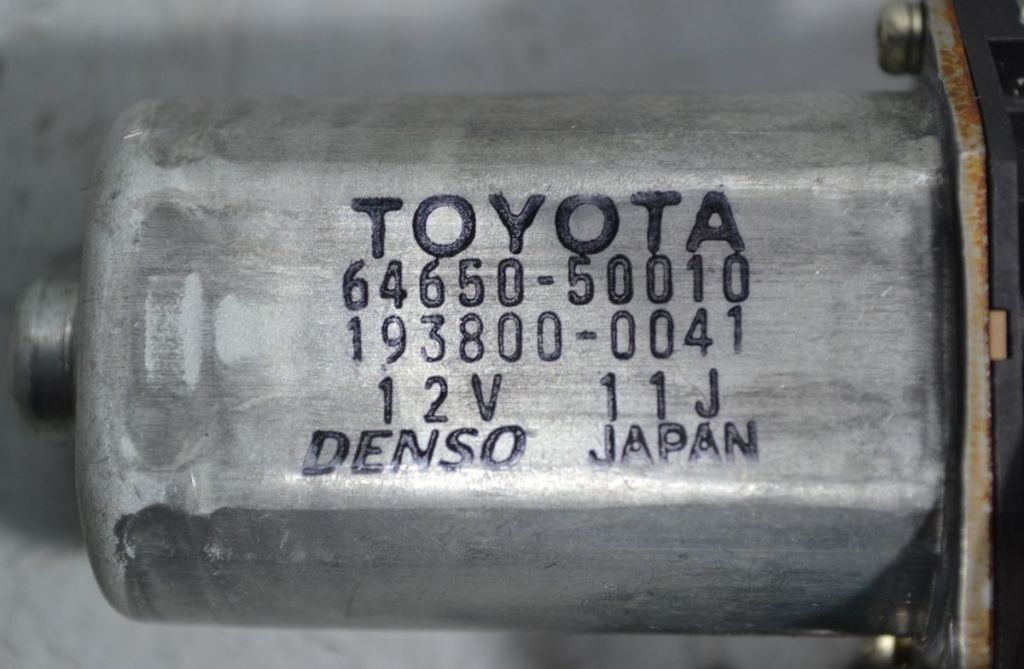 TOYOTA
64650-50010
193800-0041
12V 11J
DENSO JAPAN